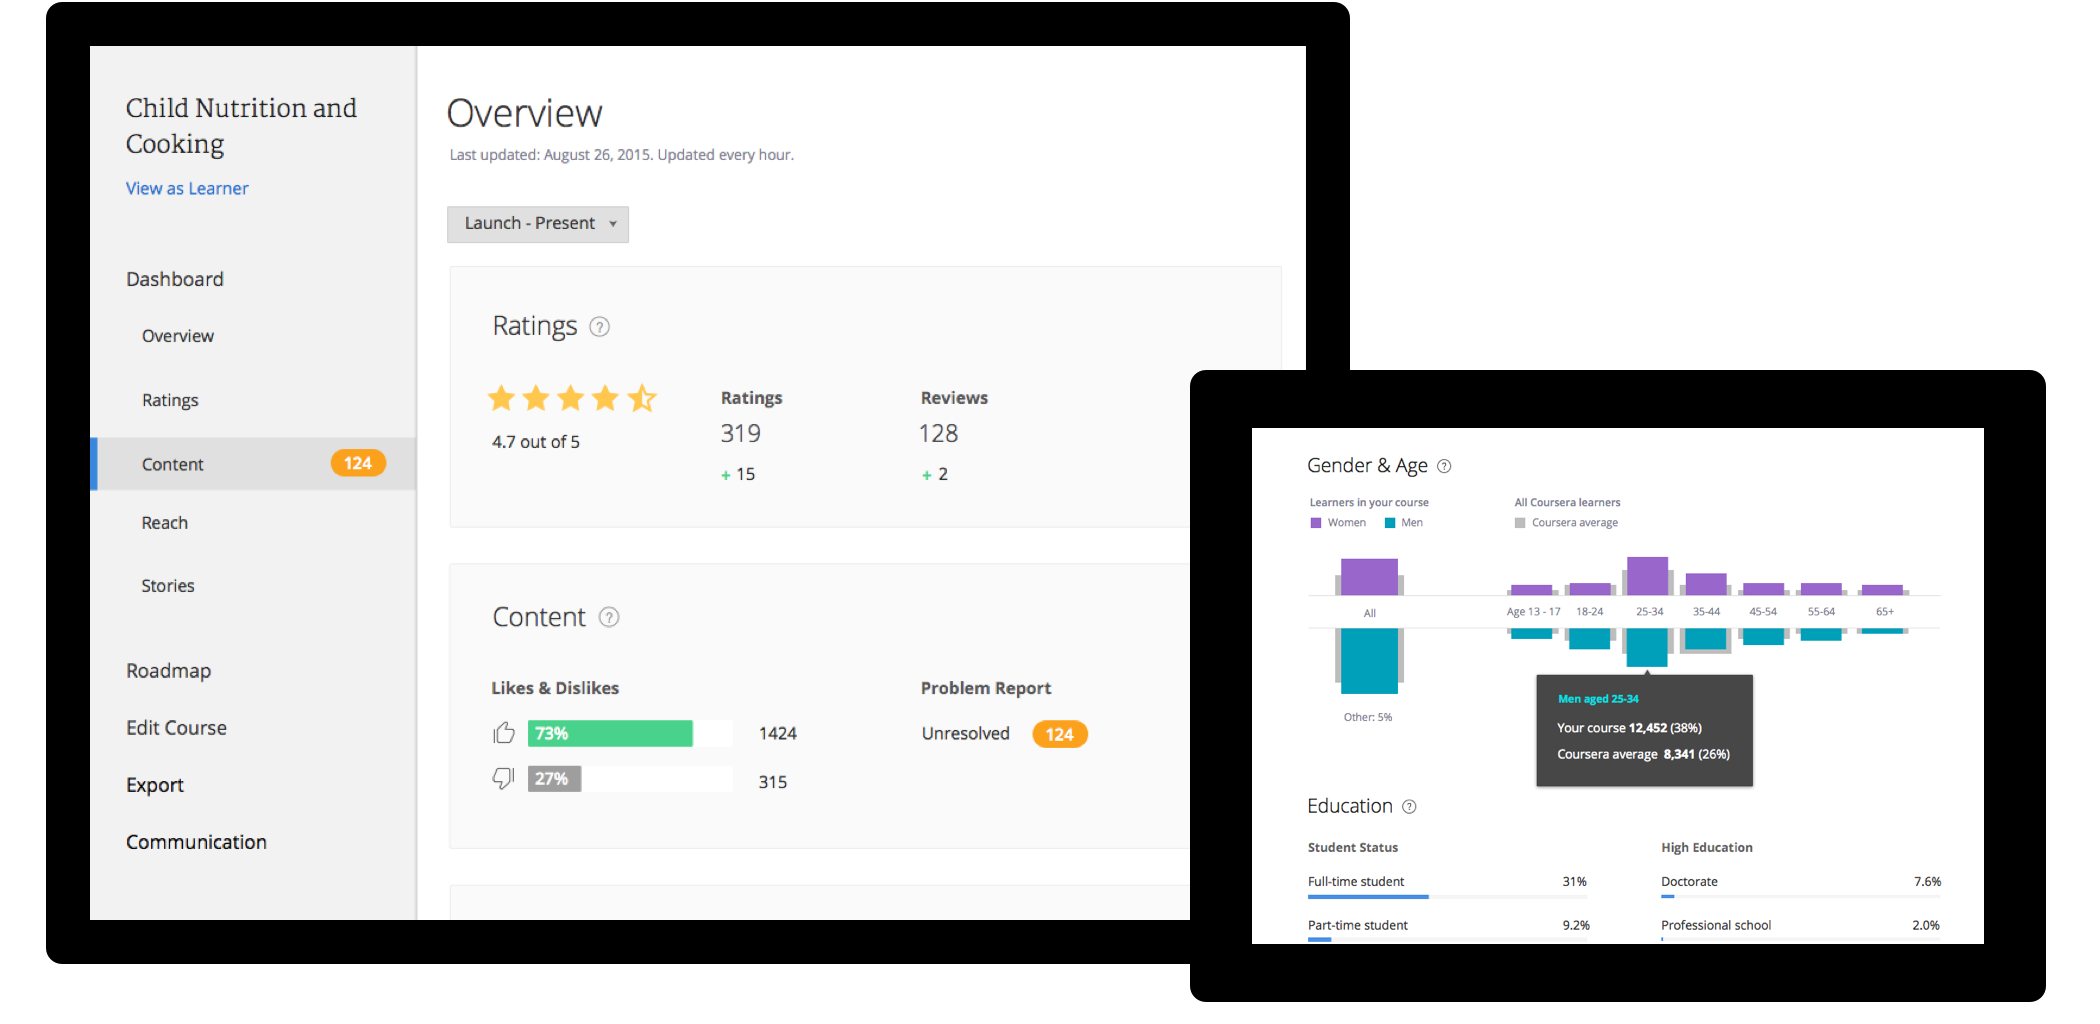 Child Nutrition and
Cooking
View as Learner
Dashboard
Overview
Ratings
Content 124
Reach
Stories
Roadmap
Edit Course
Export
Communication
Overview
Last updated: August 26, 2015. Updated every hour.
Launch - Present
Ratings ?
Ratings Reviews
4.7 out of 5 319 128
+ 15 + 2
Content ?
Likes & Dislikes Problem Report
73% 1424 Unresolved 124
27% 315
Gender & Age ?
Learners in your course All Coursera learners
Women Men Coursera average
All Age 13 - 17 18-24 25-34 35-44 45-54 55-64 65+
Other: 5%
Men aged 25-34
Your course 12,452 (38%)
Coursera average 8,341 (26%)
Education ?
Student Status High Education
Full-time student 31% Doctorate 7.6%
Part-time student 9.2% Professional school 2.0%